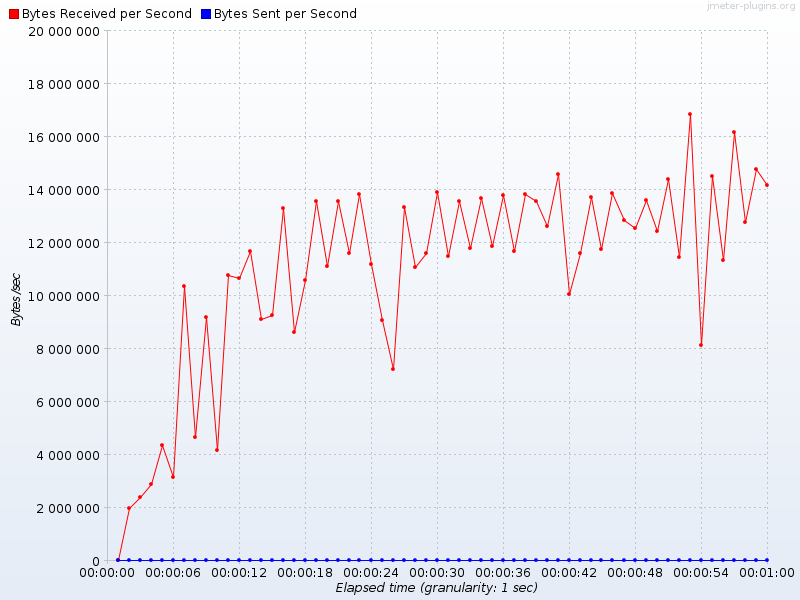 jmeter-plugins.org
Bytes Received per Second Bytes Sent per Second
20 000 000
18 000 000
16 000 000
14 000 000
12 000 000
10 000 000
8 000 000
6 000 000
4 000 000
2 000 000
0
Bytes /sec
00:00:00 00:00:06 00:00:12 00:00:18 00:00:24 00:00:30 00:00:36 00:00:42 00:00:48 00:00:54 00:01:00
Elapsed time (granularity: 1 sec)